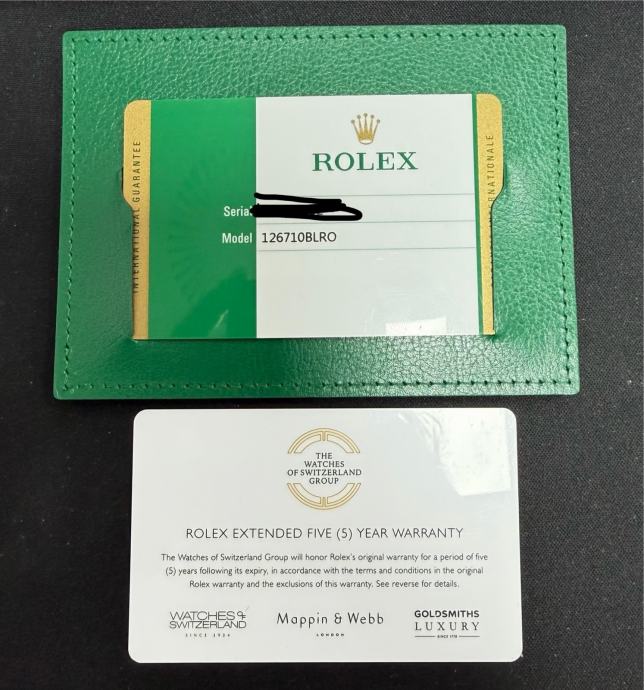 INTERNATIONAL GUARANTEE
ROLEX
Serial
Model 126710BLRO
THE
WATCHES
OF SWITZERLAND
GROUP
ROLEX EXTENDED FIVE (5) YEAR WARRANTY
The Watches of Switzerland Group will honor Rolex's original warranty for a period of five
(5) years following its expiry, in accordance with the terms and conditions in the original
Rolex warranty and the exclusions of this warranty. See reverse for details.
WATCHES OF
SWITZERLAND
SINCE 1924
Mappin & Webb
LONDON
GOLDSMITHS
LUXURY
SINCE 1778